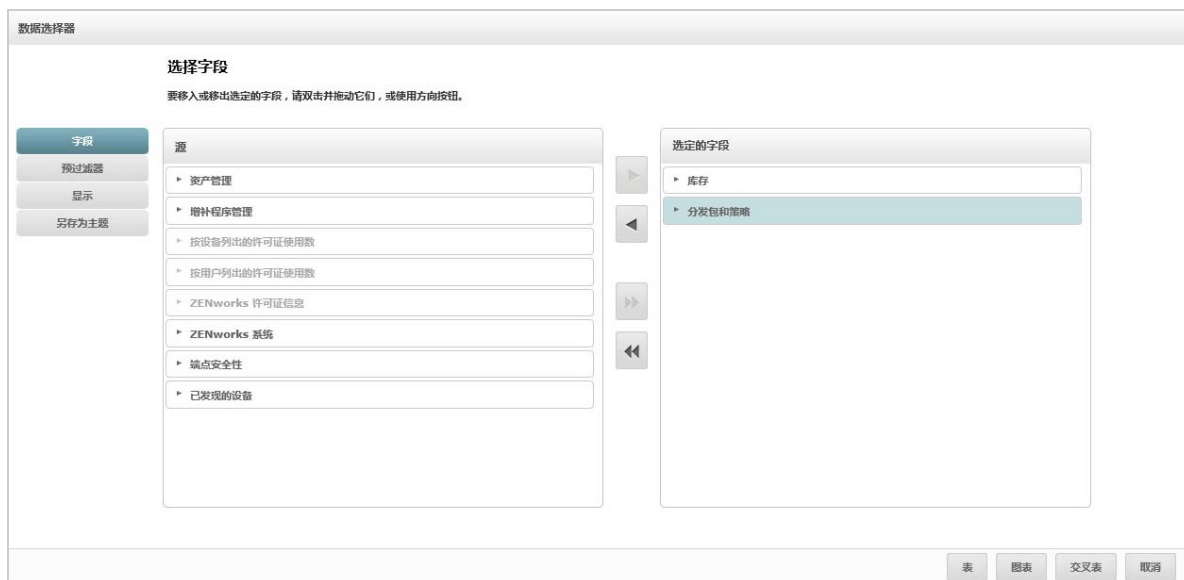 数据选择器
选择字段
要移入或移出选定的字段，请双击并拖动它们，或使用方向按钮。
字段
预过滤器
显示
另存为主题
源
资产管理
增补程序管理
按设备列出的许可证使用数
按用户列出的许可证使用数
ZENworks 许可证信息
ZENworks 系统
端点安全性
已发现的设备
选定的字段
库存
分发包和策略
表
图表
交叉表
取消